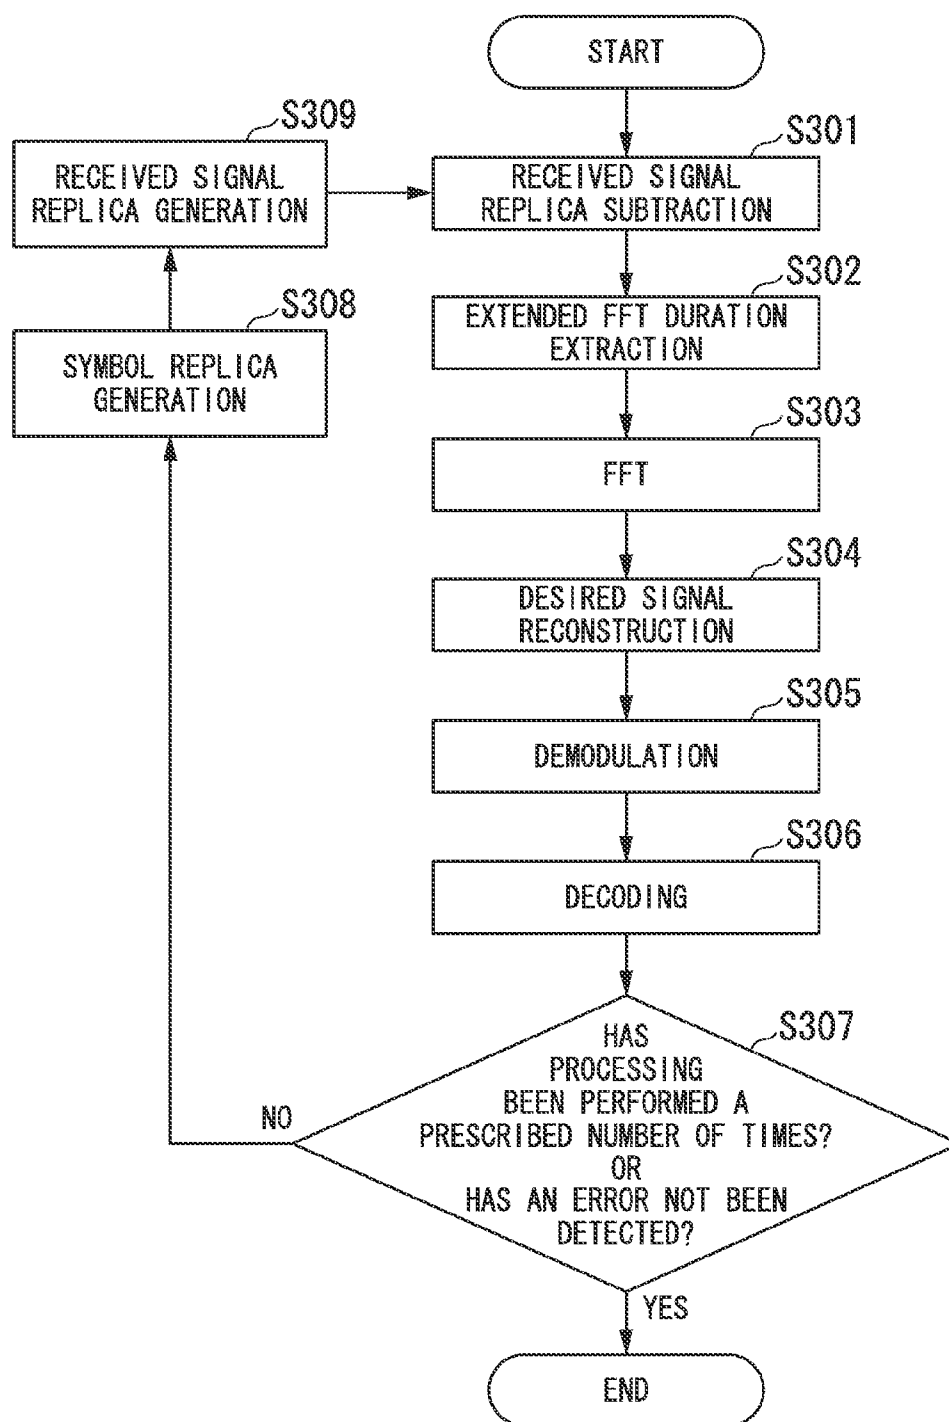 START
S301
RECEIVED SIGNAL
REPLICA SUBTRACTION
S302
EXTENDED FFT DURATION
EXTRACTION
S303
FFT
S304
DESIRED SIGNAL
RECONSTRUCTION
S305
DEMODULATION
S306
DECODING
S307
HAS
PROCESSING
BEEN PERFORMED A
PRESCRIBED NUMBER OF TIMES?
OR
HAS AN ERROR NOT BEEN
DETECTED?
NO
S308
SYMBOL REPLICA
GENERATION
S309
RECEIVED SIGNAL
REPLICA GENERATION
YES
END